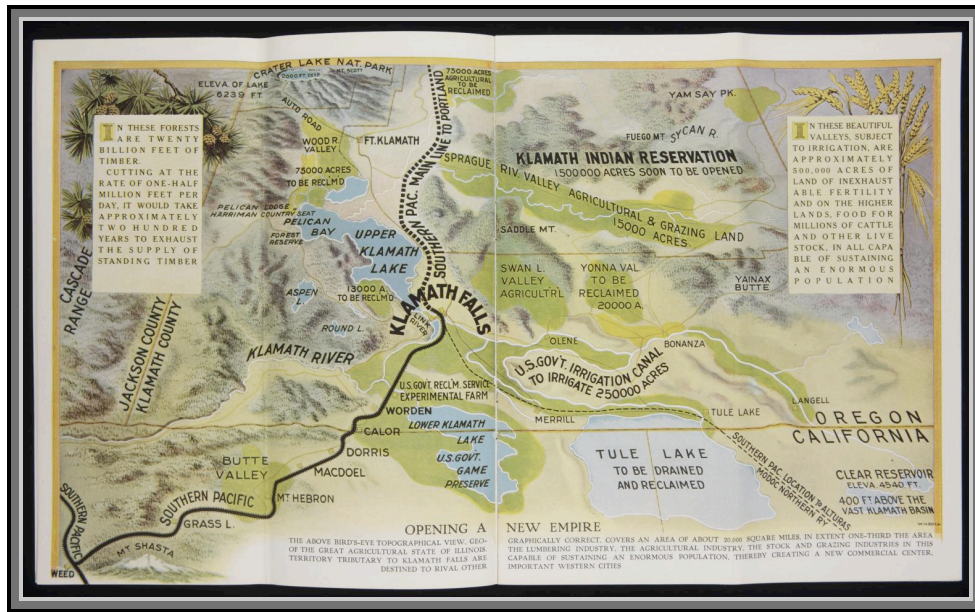 CRATER LAKE NAT. PARK
MT. SCOTT
2000 FT. DEEP
ELEVA OF LAKE
6239 FT.
AUTO ROAD
WOOD R.
VALLEY
FT. KLAMATH
75000 ACRES
TO BE RECLMD
73000 ACRES
AGRICULTURAL
TO BE
RECLAIMED
SOUTHERN PAC. MAIN LINE TO PORTLAND
YAM SAY PK.
FUEGO MT
SYCAN R.
KLAMATH INDIAN RESERVATION
1500000 ACRES SOON TO BE OPENED
SPRAGUE RIV. VALLEY AGRICULTURAL & GRAZING LAND
15000 ACRES
SADDLE MT.
IN THESE FORESTS
ARE TWENTY
BILLION FEET OF
TIMBER.
CUTTING AT THE
RATE OF ONE-HALF
MILLION FEET PER
DAY, IT WOULD TAKE
APPROXIMATELY
TWO HUNDRED
YEARS TO EXHAUST
THE SUPPLY OF
STANDING TIMBER
IN THESE BEAUTIFUL
VALLEYS, SUBJECT
TO IRRIGATION, ARE
APPROXIMATELY
500,000 ACRES OF
LAND OF INEXHAUST
ABLE FERTILITY
AND ON THE HIGHER
LANDS, FOOD FOR
MILLIONS OF CATTLE
AND OTHER LIVE
STOCK, IN ALL CAPA
BLE OF SUSTAINING
AN ENORMOUS
POPULATION
PELICAN LODGE
HARRIMAN COUNTRY SEAT
PELICAN
BAY
FOREST
RESERVE
UPPER
KLAMATH
LAKE
ASPEN
L.
13000 A.
TO BE RECLMD
ROUND L.
KLAMATH FALLS
LINK
RIVER
KLAMATH RIVER
SWAN L.
VALLEY
AGRICULTR'L
YONNA VAL
TO BE
RECLAIMED
20000 A.
YAINAX
BUTTE
CASCADE
RANGE
JACKSON COUNTY
KLAMATH COUNTY
OLENE
BONANZA
U.S. GOV'T. IRRIGATION CANAL
TO IRRIGATE 250000 ACRES
LANGELL
U.S. GOVT. RECL'M. SERVICE
EXPERIMENTAL FARM
WORDEN
CALOR
DORRIS
MACDOEL
MT HEBRON
LOWER KLAMATH
LAKE
U.S. GOVT.
GAME
PRESERVE
MERRILL
TULE LAKE
OREGON
CALIFORNIA
TULE LAKE
TO BE DRAINED
AND RECLAIMED
SOUTHERN PAC. LOCATION TO ALTURAS
MODOC NORTHERN RY.
CLEAR RESERVOIR
ELEVA. 4540 FT.
400 FT ABOVE THE
VAST KLAMATH BASIN
BUTTE
VALLEY
SOUTHERN PACIFIC
GRASS L.
SOUTHERN PACIFIC
MT SHASTA
WEED
OPENING A NEW EMPIRE
THE ABOVE BIRD'S-EYE TOPOGRAPHICAL VIEW, GEO-
OF THE GREAT AGRICULTURAL STATE OF ILLINOIS.
TERRITORY TRIBUTARY TO KLAMATH FALLS ARE
DESTINED TO RIVAL OTHER
GRAPHICALLY CORRECT, COVERS AN AREA OF ABOUT 20,000 SQUARE MILES, IN EXTENT ONE-THIRD THE AREA
THE LUMBERING INDUSTRY, THE AGRICULTURAL INDUSTRY, THE STOCK AND GRAZING INDUSTRIES IN THIS
CAPABLE OF SUSTAINING AN ENORMOUS POPULATION, THEREBY CREATING A NEW COMMERCIAL CENTER,
IMPORTANT WESTERN CITIES